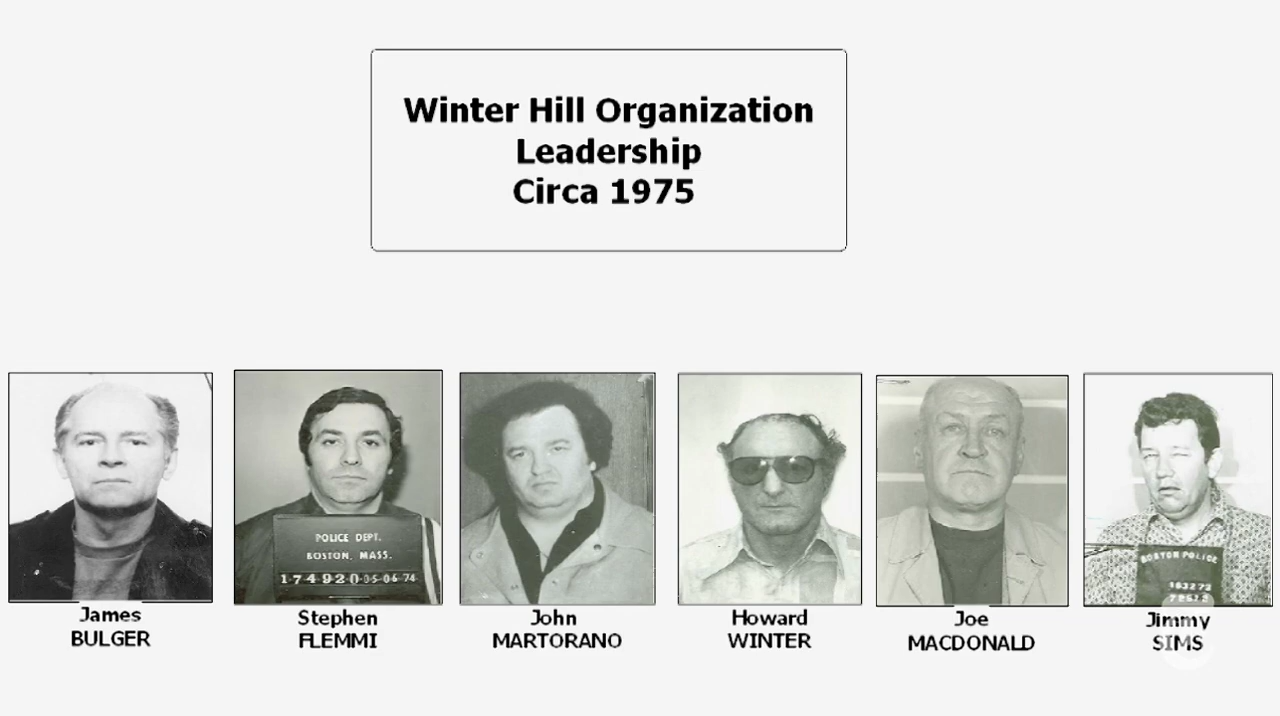 Winter Hill Organization
Leadership
Circa 1975
POLICE DEPT.
BOSTON, MASS.
174920 05-06 74
BOSTON POLICE
James
BULGER
Stephen
FLEMMI
John
MARTORANO
Howard
WINTER
Joe
MACDONALD
Jimmy
SIMS